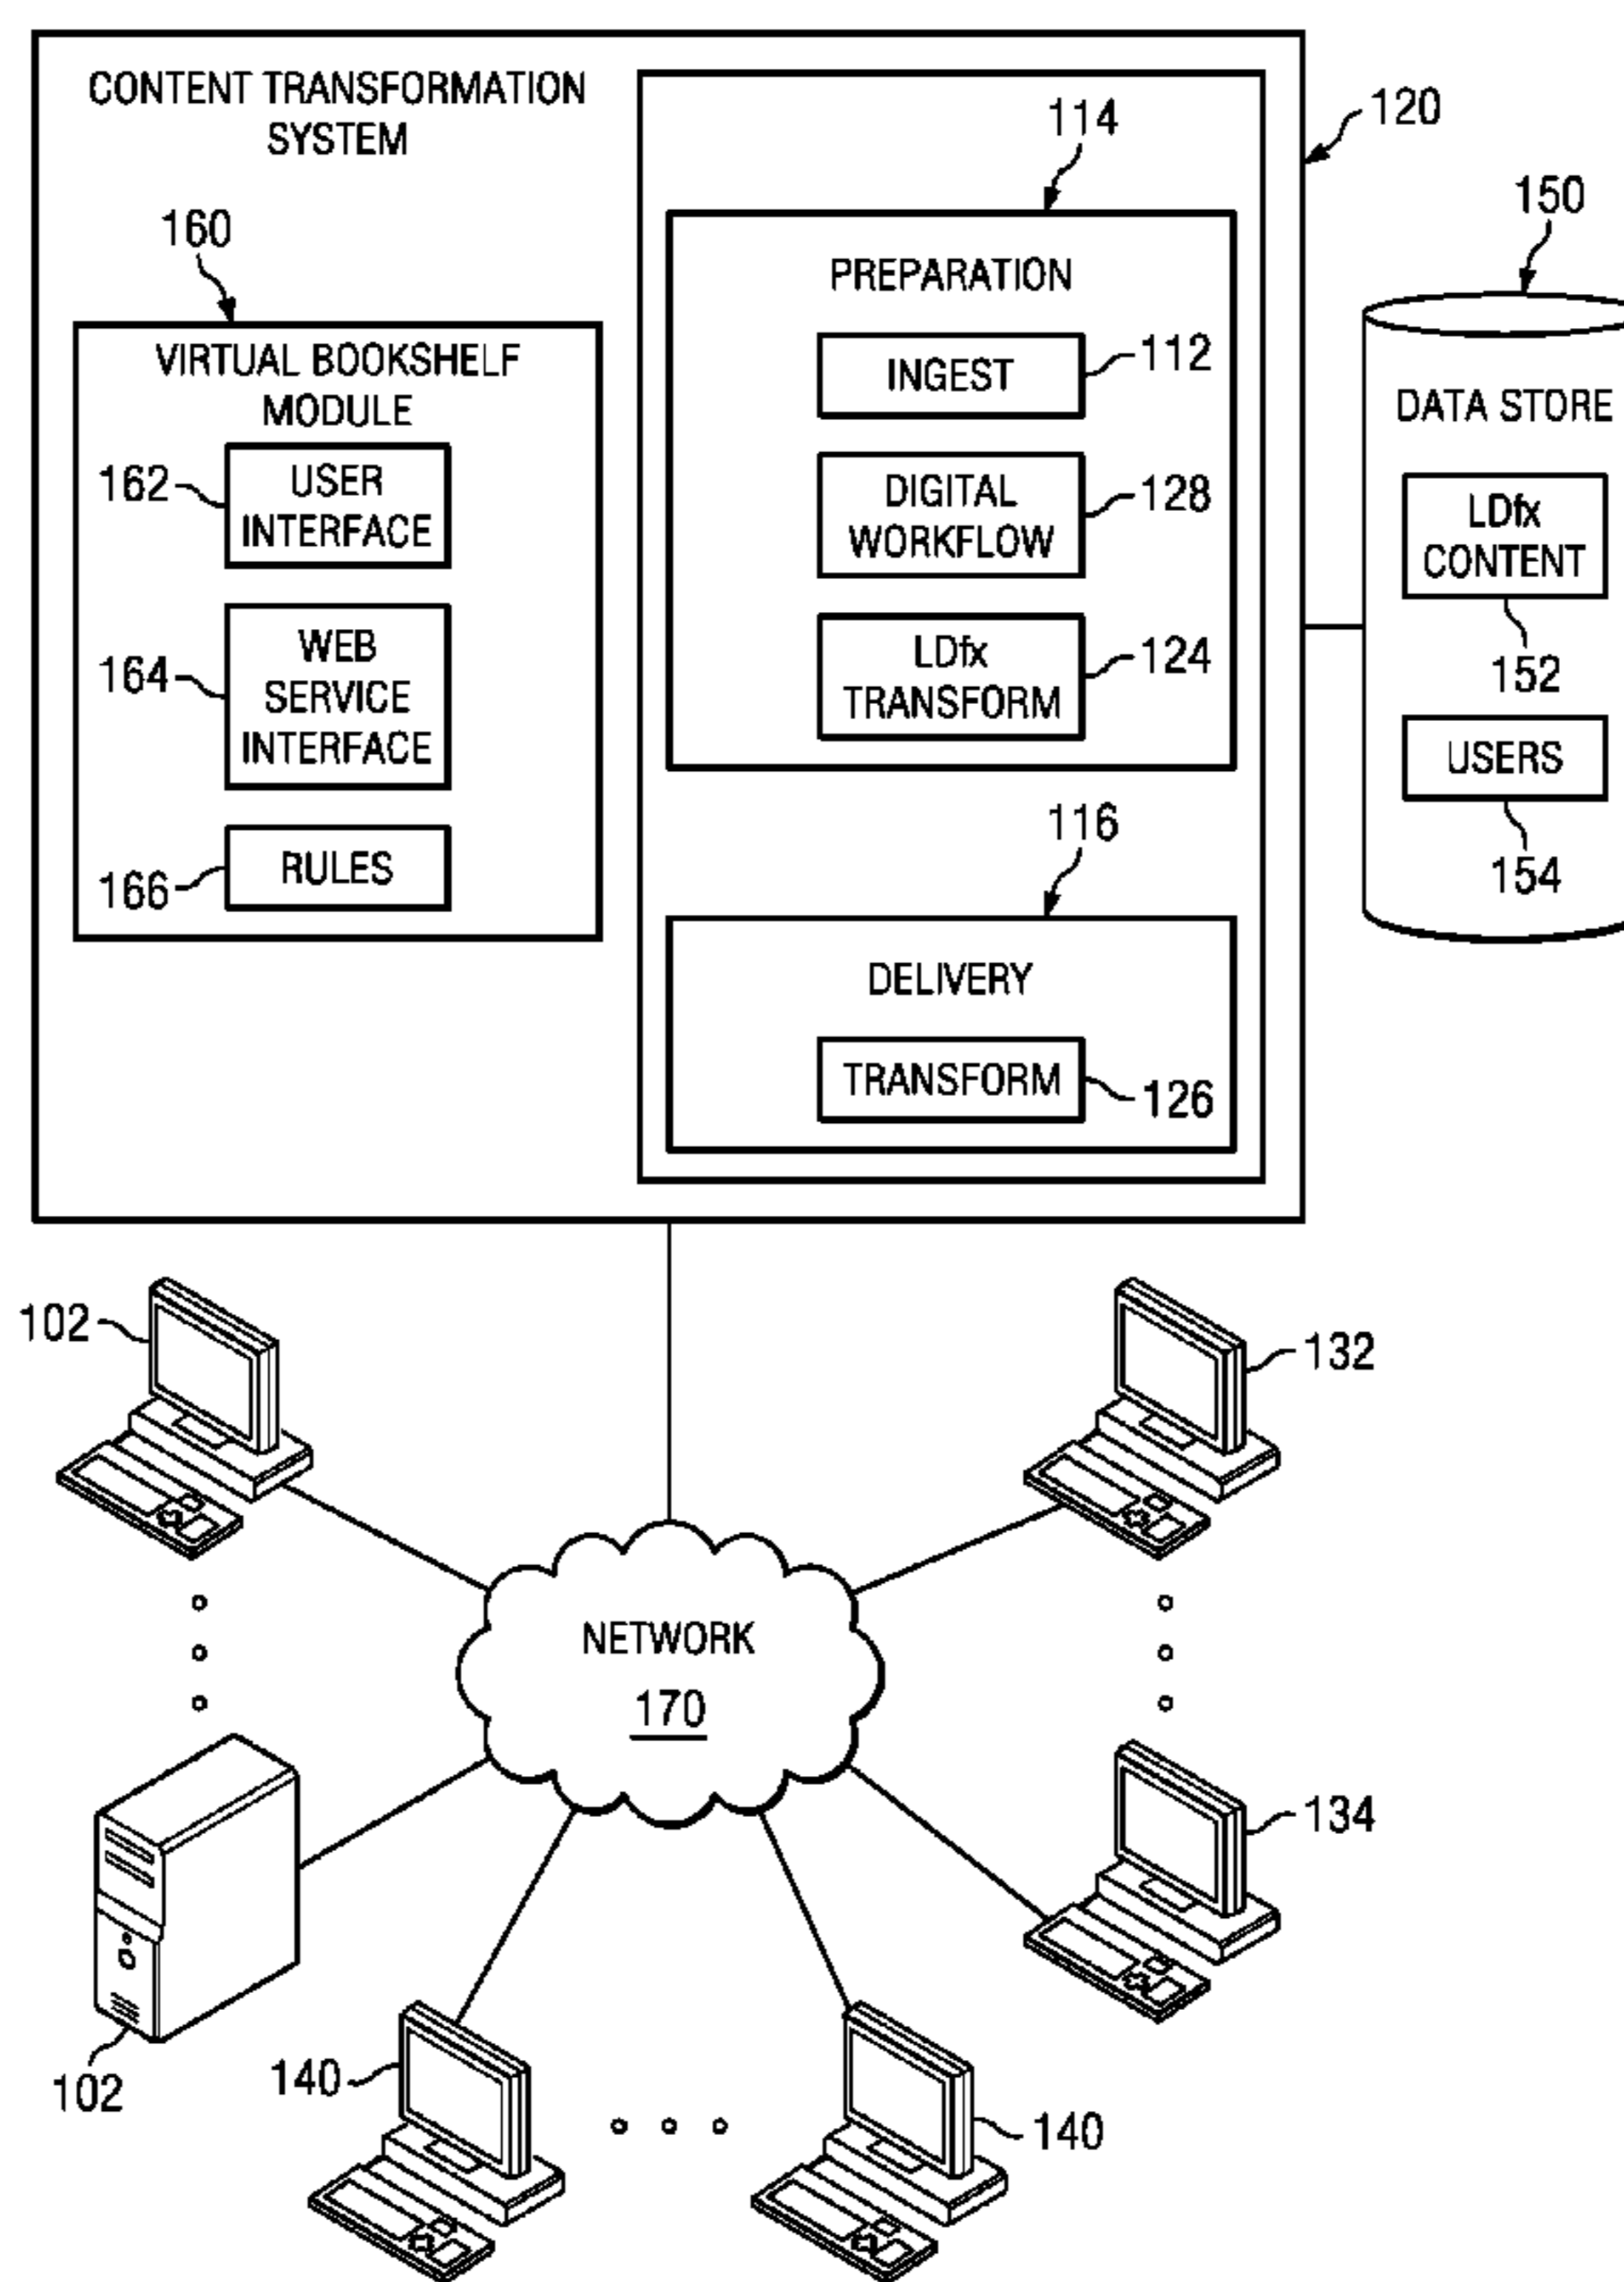 CONTENT TRANSFORMATION
SYSTEM
120
114
150
160
PREPARATION
VIRTUAL BOOKSHELF
MODULE
INGEST
112
DATA STORE
162
USER
INTERFACE
DIGITAL
WORKFLOW
128
LDfx
CONTENT
152
164
WEB
SERVICE
INTERFACE
LDfx
TRANSFORM
124
USERS
154
166
RULES
116
DELIVERY
TRANSFORM
126
102
132
NETWORK
170
134
102
140
140